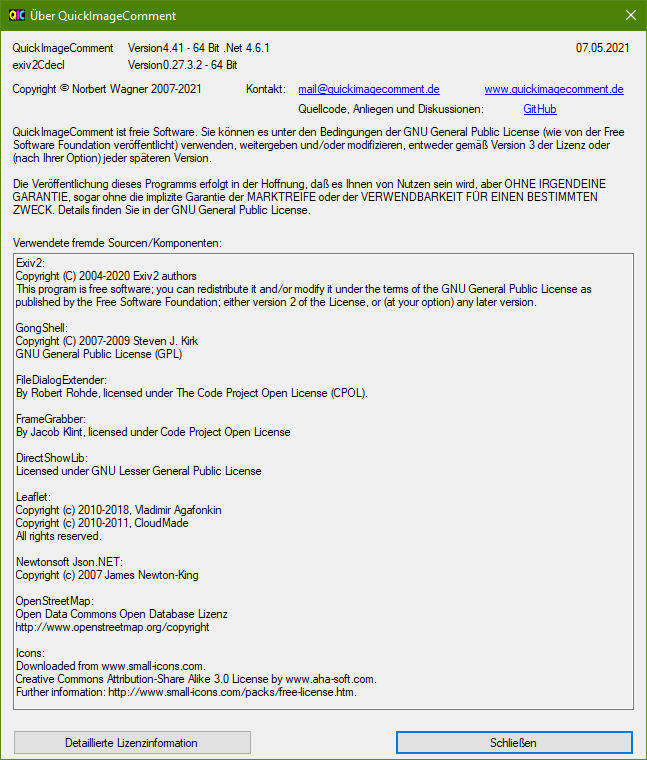 QIC Über QuickImageComment
QuickImageComment Version4.41 - 64 Bit .Net 4.6.1 07.05.2021
exiv2Cdecl Version0.27.3.2 - 64 Bit
Copyright © Norbert Wagner 2007-2021 Kontakt: mail@quickimagecomment.de www.quickimagecomment.de
Quellcode, Anliegen und Diskussionen: GitHub
QuickImageComment ist freie Software. Sie können es unter den Bedingungen der GNU General Public License (wie von der Free
Software Foundation veröffentlicht) verwenden, weitergeben und/oder modifizieren, entweder gemäß Version 3 der Lizenz oder
(nach Ihrer Option) jeder späteren Version.
Die Veröffentlichung dieses Programms erfolgt in der Hoffnung, daß es Ihnen von Nutzen sein wird, aber OHNE IRGENDEINE
GARANTIE, sogar ohne die implizite Garantie der MARKTREIFE oder der VERWENDBARKEIT FÜR EINEN BESTIMMTEN
ZWECK. Details finden Sie in der GNU General Public License.
Verwendete fremde Sourcen/Komponenten:
Exiv2:
Copyright (C) 2004-2020 Exiv2 authors
This program is free software; you can redistribute it and/or modify it under the terms of the GNU General Public License as
published by the Free Software Foundation; either version 2 of the License, or (at your option) any later version.
GongShell:
Copyright (C) 2007-2009 Steven J. Kirk
GNU General Public License (GPL)
FileDialogExtender:
By Robert Rohde, licensed under The Code Project Open License (CPOL).
FrameGrabber:
By Jacob Klint, licensed under Code Project Open License
DirectShowLib:
Licensed under GNU Lesser General Public License
Leaflet:
Copyright (c) 2010-2018, Vladimir Agafonkin
Copyright (c) 2010-2011, CloudMade
All rights reserved.
Newtonsoft Json.NET:
Copyright (c) 2007 James Newton-King
OpenStreetMap:
Open Data Commons Open Database Lizenz
http://www.openstreetmap.org/copyright
Icons:
Downloaded from www.small-icons.com.
Creative Commons Attribution-Share Alike 3.0 License by www.aha-soft.com.
Further information: http://www.small-icons.com/packs/free-license.htm.
Detaillierte Lizenzinformation Schließen